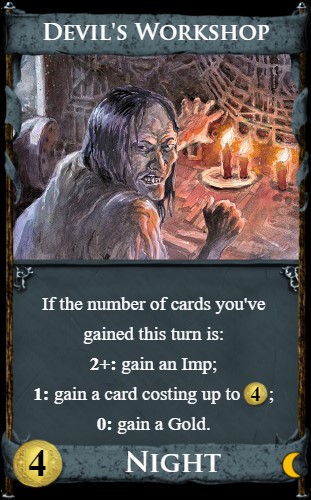 DEVIL'S WORKSHOP
If the number of cards you've
gained this turn is:
2+: gain an Imp;
1: gain a card costing up to 4;
0: gain a Gold.
4 NIGHT